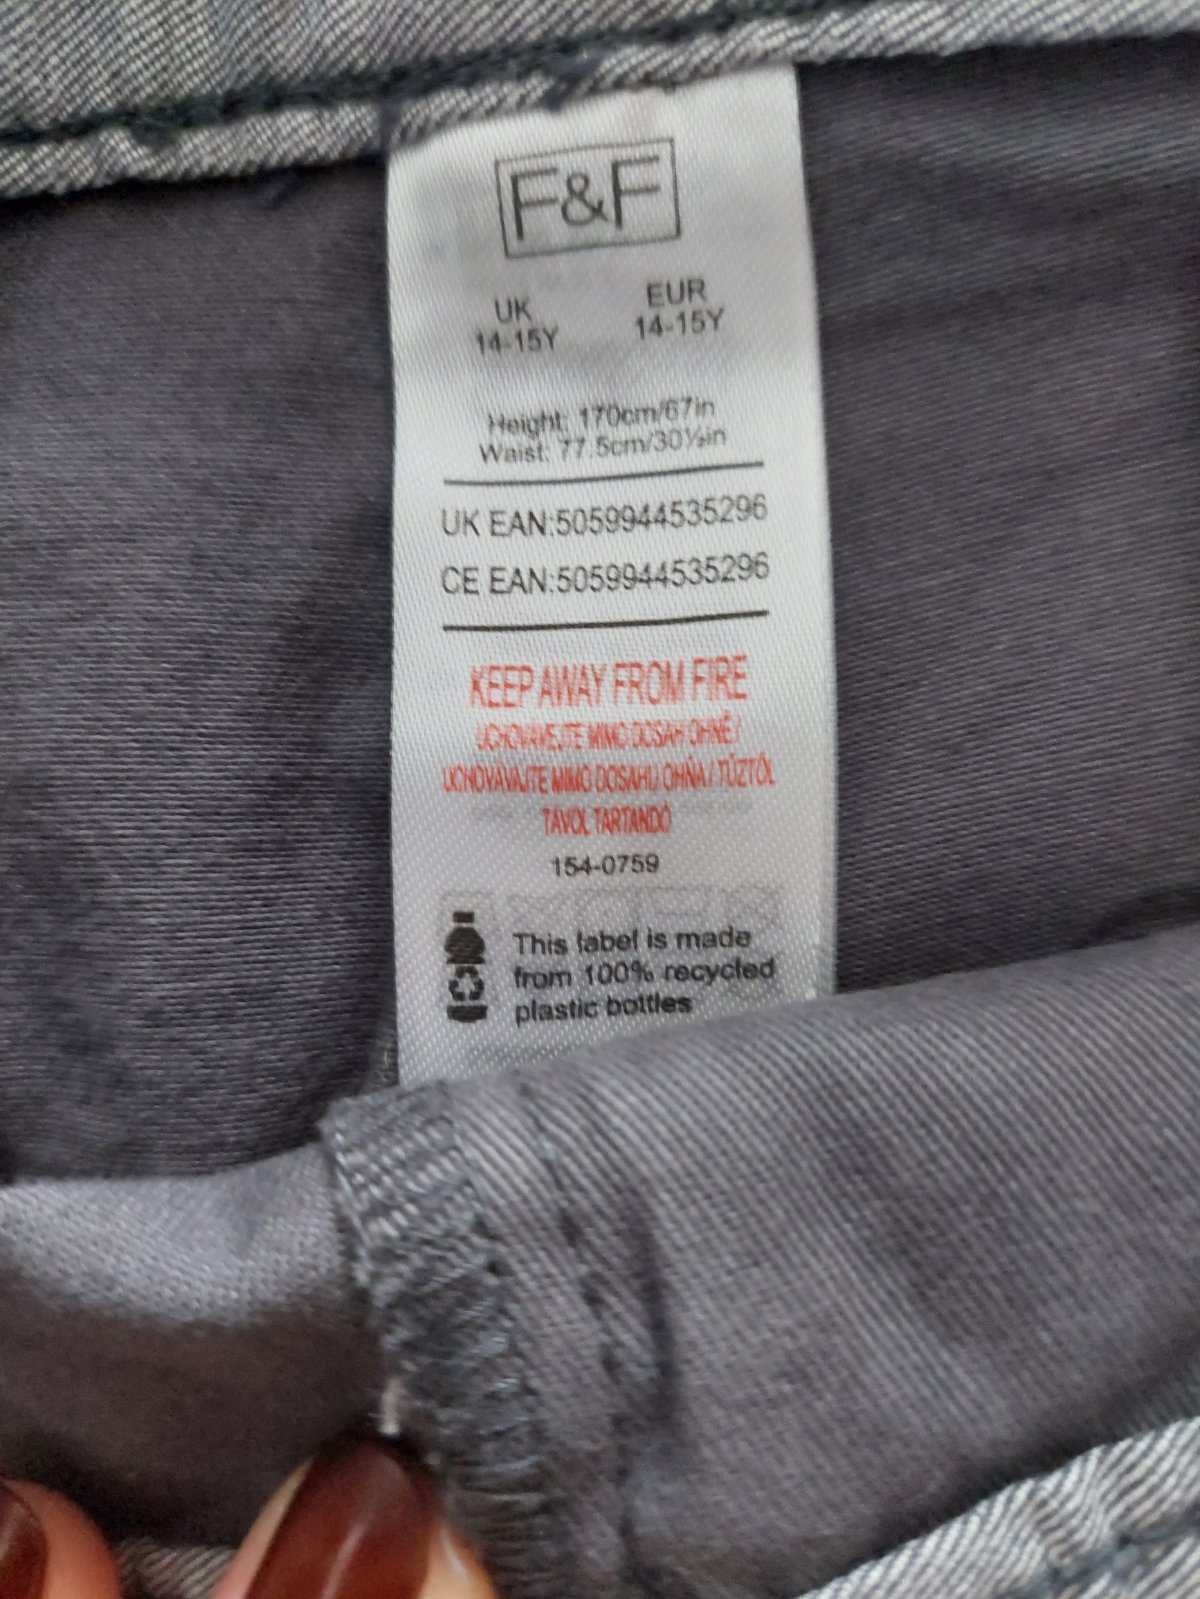 F&F
UK EUR
14-15Y 14-15Y
Height: 170cm/67in
Waist: 77.5cm/30½in
UK EAN:5059944535296
CE EAN:5059944535296
KEEP AWAY FROM FIRE
UCHOVÁVEJTE MIMO DOSAH OHNĚ /
UCHOVÁVAJTE MIMO DOSAHU OHŇA / TŰZTŐL
TÁVOL TARTANDÓ
154-0759
This label is made
from 100% recycled
plastic bottles